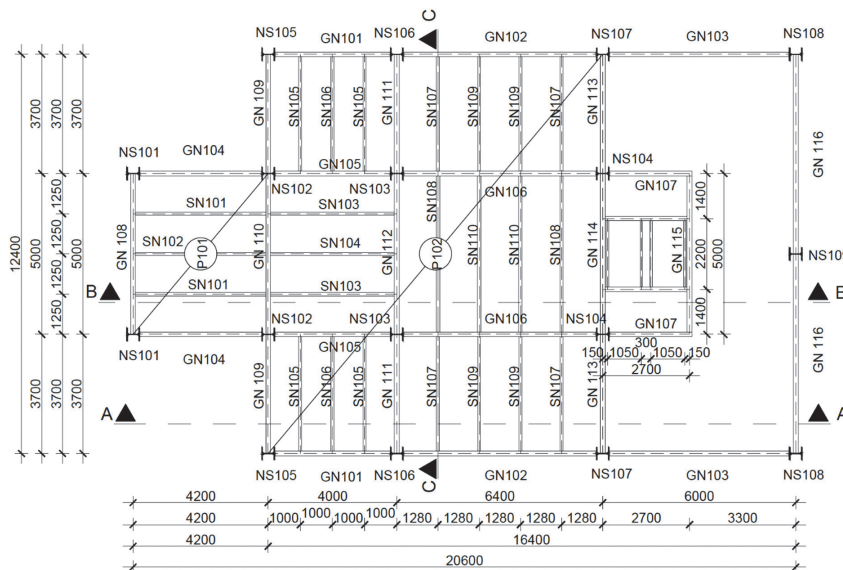 C
NS105 GN101 NS106 GN102 NS107 GN103 NS108
GN 109 SN105 SN106 SN105 GN 111 SN107 SN109 SN109 SN107 GN 113 GN 116
3700 3700 3700
NS101 GN104 GN105 NS104
NS102 NS103 GN106 GN107
SN101 SN103 SN108
12400 5000 1250 1250 1250 1250 5000
GN 108 SN102 P101 GN 110 SN104 GN 112 P102 SN110 SN110 SN108 GN 114 GN 115 1400 2200 1400 5000 NS109
SN101 SN103
B B
NS102 NS103 GN106 NS104 GN107
NS101 GN104 GN105
300
150 1050 1050 150
2700
3700 3700 3700
GN 109 SN105 SN106 SN105 GN 111 SN107 SN109 SN109 SN107 GN 113 GN 116
A A
NS105 GN101 NS106 GN102 NS107 GN103 NS108
C
4200 4000 6400 6000
4200 1000 1000 1000 1000 1280 1280 1280 1280 1280 2700 3300
4200 16400
20600